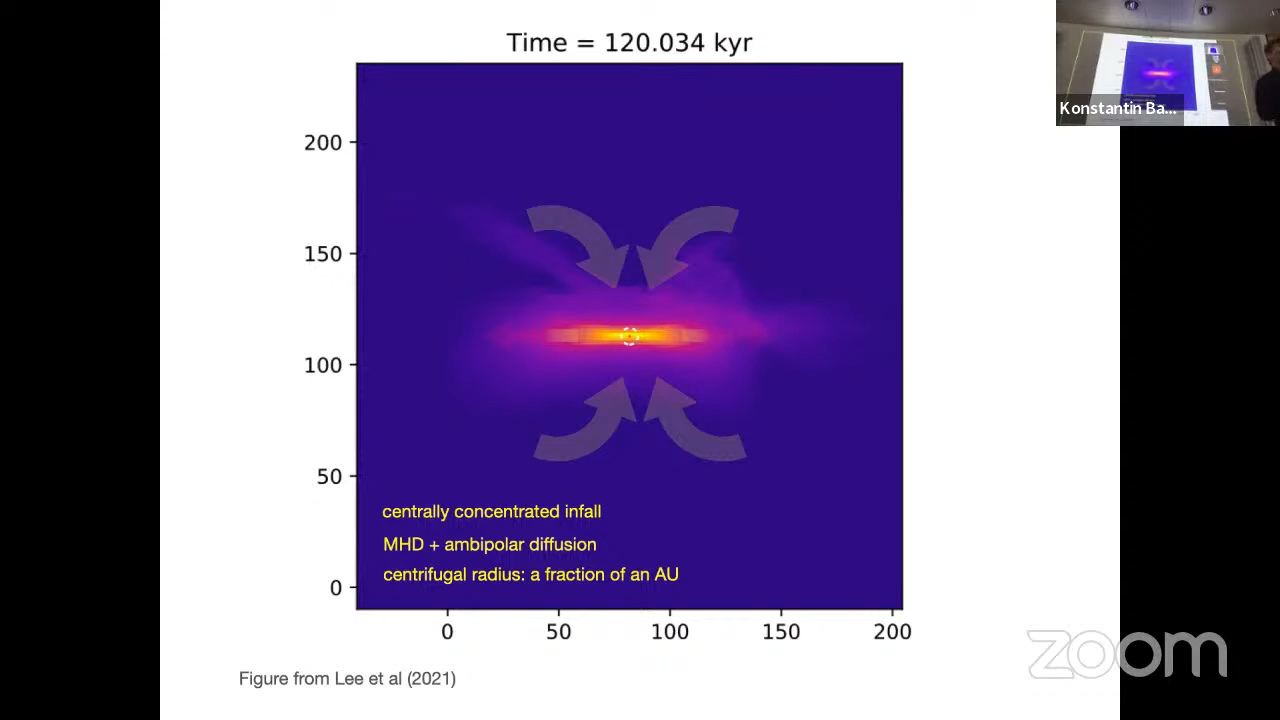 Time = 120.034 kyr
Konstantin Ba...
200
150
100
50
0
centrally concentrated infall
MHD + ambipolar diffusion
centrifugal radius: a fraction of an AU
0 50 100 150 200
Figure from Lee et al (2021)
zoom